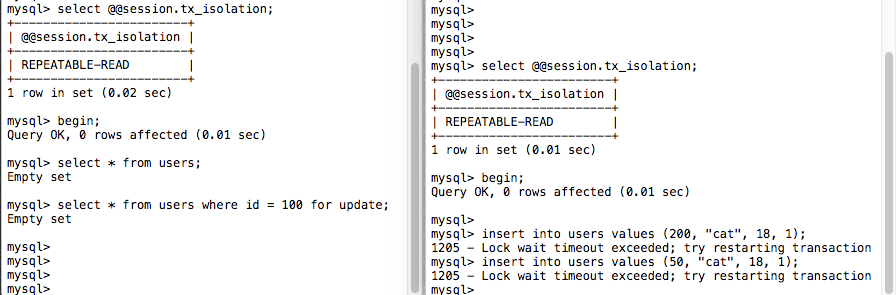 mysql> select @@session.tx_isolation;
+------------------------+
| @@session.tx_isolation |
+------------------------+
| REPEATABLE-READ        |
+------------------------+
1 row in set (0.02 sec)
mysql> begin;
Query OK, 0 rows affected (0.01 sec)
mysql> select * from users;
Empty set
mysql> select * from users where id = 100 for update;
Empty set
mysql>
mysql>
mysql>
mysql>
mysql>
mysql>
mysql>
mysql>
mysql> select @@session.tx_isolation;
+------------------------+
| @@session.tx_isolation |
+------------------------+
| REPEATABLE-READ        |
+------------------------+
1 row in set (0.01 sec)
mysql> begin;
Query OK, 0 rows affected (0.01 sec)
mysql>
mysql> insert into users values (200, "cat", 18, 1);
1205 - Lock wait timeout exceeded; try restarting transaction
mysql> insert into users values (50, "cat", 18, 1);
1205 - Lock wait timeout exceeded; try restarting transaction
mysql>